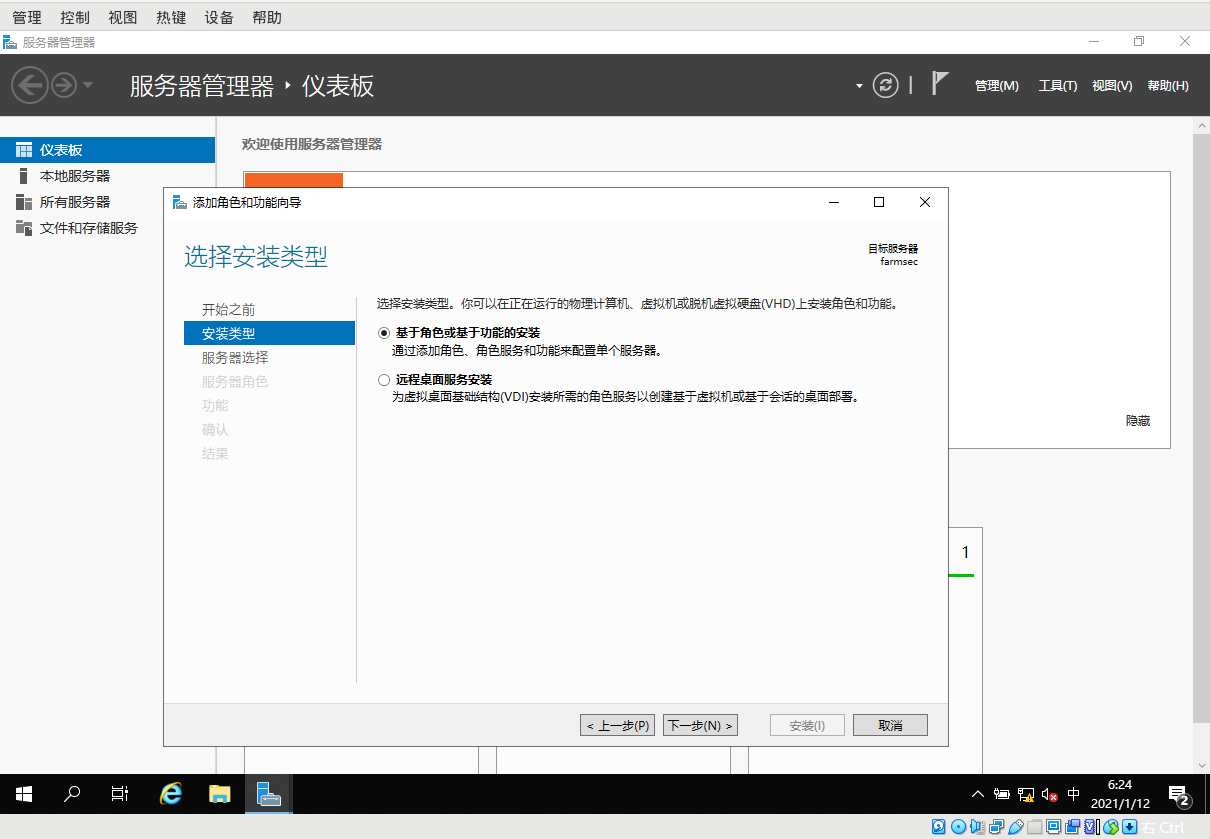 管理 控制 视图 热键 设备 帮助
服务器管理器
服务器管理器 仪表板
管理(M) 工具(T) 视图(V) 帮助(H)
仪表板
本地服务器
所有服务器
文件和存储服务
欢迎使用服务器管理器
添加角色和功能向导
选择安装类型
目标服务器
farmsec
开始之前
安装类型
服务器选择
服务器角色
功能
确认
结果
选择安装类型。你可以在正在运行的物理计算机、虚拟机或脱机虚拟硬盘(VHD)上安装角色和功能。
基于角色或基于功能的安装
通过添加角色、角色服务和功能来配置单个服务器。
远程桌面服务安装
为虚拟桌面基础结构(VDI)安装所需的角色服务以创建基于虚拟机或基于会话的桌面部署。
隐藏
1
< 上一步(P) 下一步(N) > 安装(I) 取消
中
6:24
2021/1/12
2
右 Ctrl